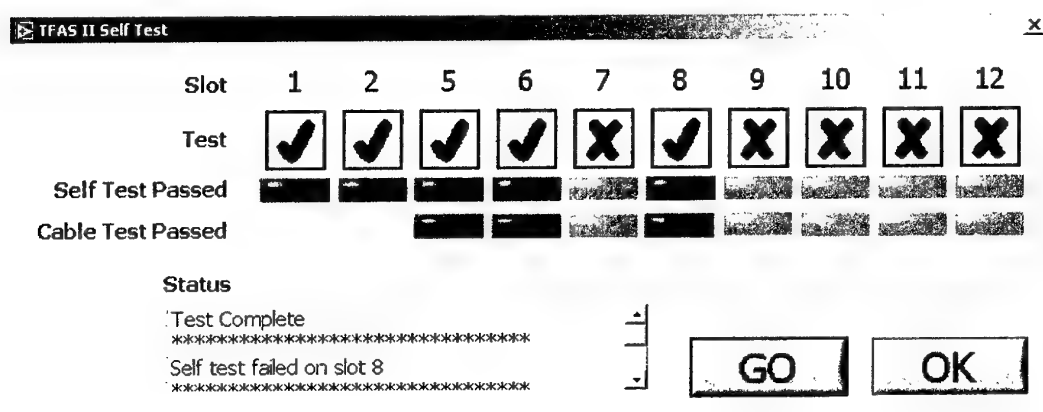 TFAS II Self Test
Slot 1 2 5 6 7 8 9 10 11 12
Test
Self Test Passed
Cable Test Passed
Status
Test Complete
*********************************
Self test failed on slot 8
*********************************
GO OK